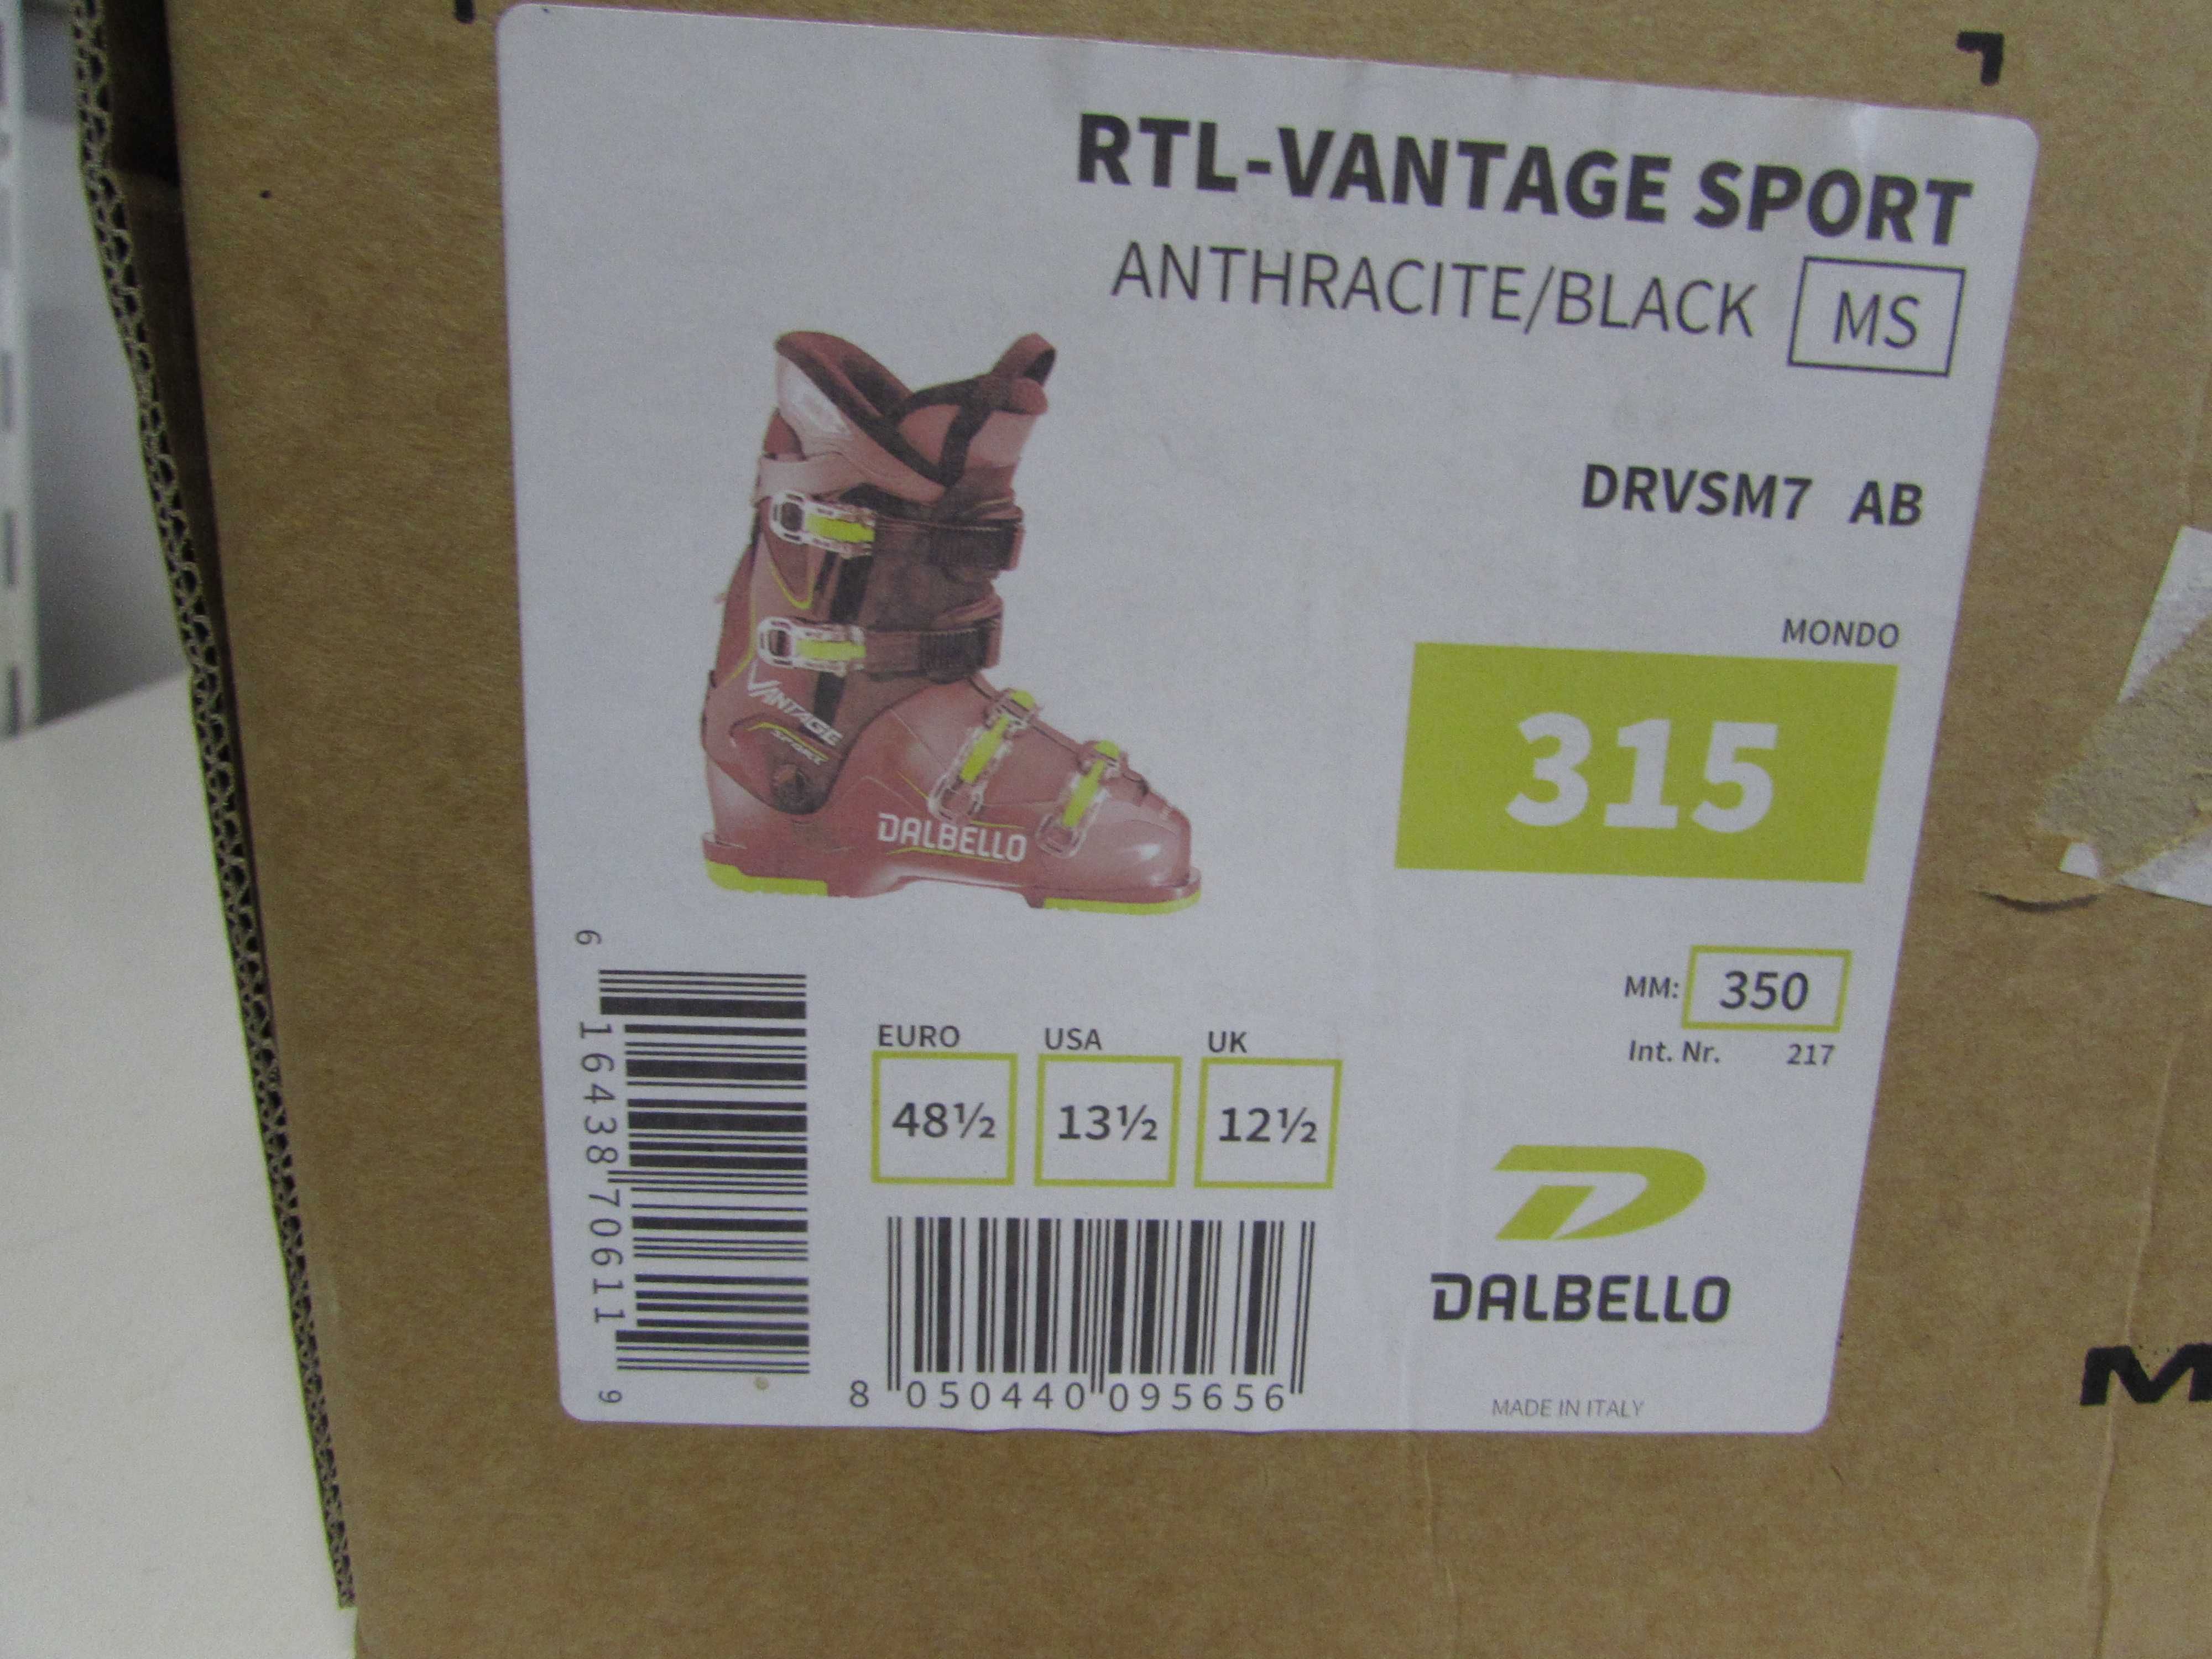 RTL-VANTAGE SPORT
ANTHRACITE/BLACK MS
DRVSM7 AB
MONDO
315
VANTAGE
SPORT
DALBELLO
MM: 350
Int. Nr. 217
EURO USA UK
48½ 13½ 12½
6 16438 70611 9
8 050440 095656
DALBELLO
MADE IN ITALY
M